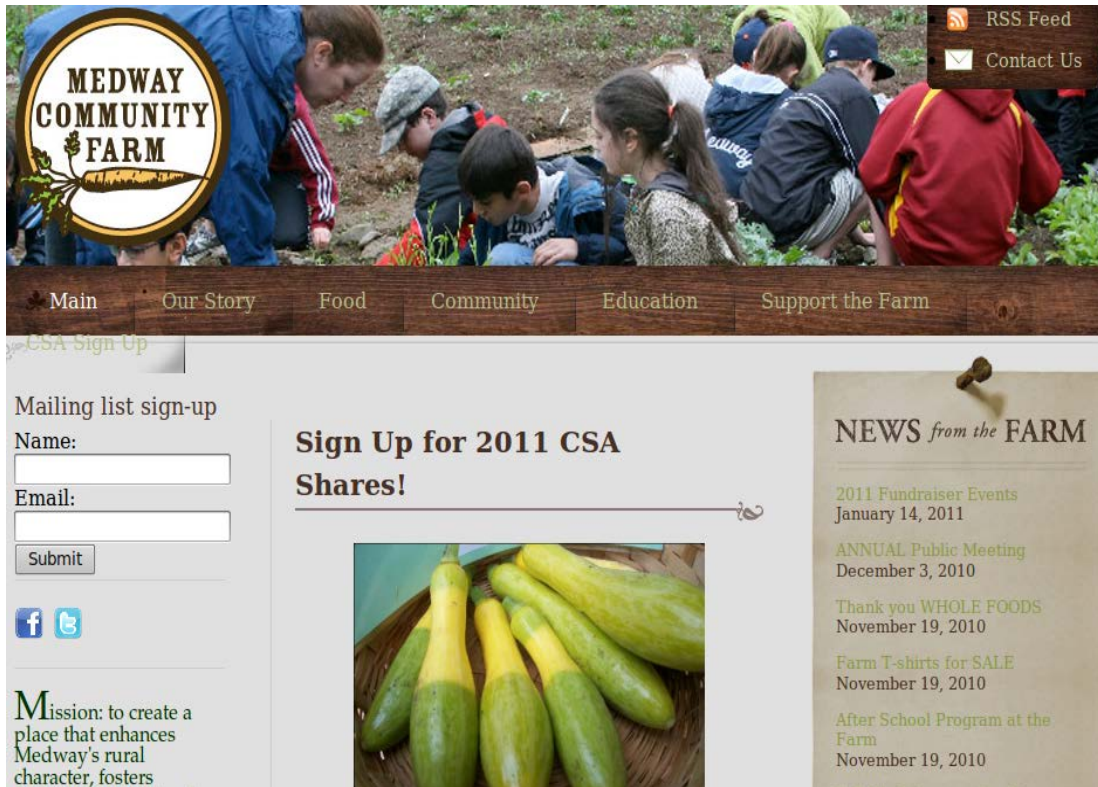 MEDWAY
COMMUNITY
FARM
RSS Feed
Contact Us
Main
Our Story
Food
Community
Education
Support the Farm
CSA Sign Up
Mailing list sign-up
Name:
Email:
Submit
Mission: to create a
place that enhances
Medway's rural
character, fosters
Sign Up for 2011 CSA
Shares!
NEWS from the FARM
2011 Fundraiser Events
January 14, 2011
ANNUAL Public Meeting
December 3, 2010
Thank you WHOLE FOODS
November 19, 2010
Farm T-shirts for SALE
November 19, 2010
After School Program at the
Farm
November 19, 2010